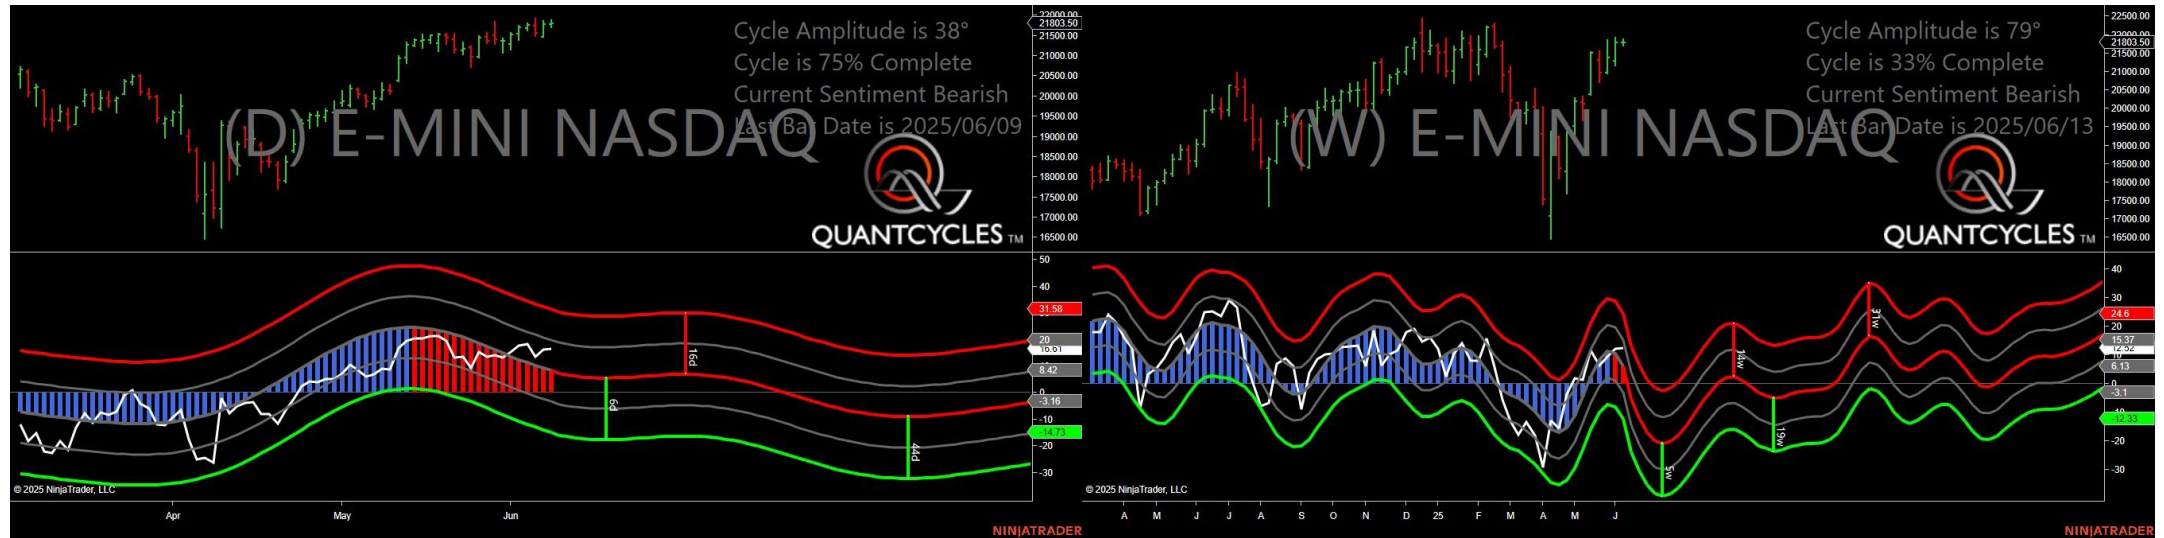 Cycle Amplitude is 38°
Cycle is 75% Complete
Current Sentiment Bearish
Last Bar Date is 2025/06/09
(D) E-MINI NASDAQ
QUANTCYCLES TM
22000.00
21803.50
21500.00
21000.00
20500.00
20000.00
19500.00
19000.00
18500.00
18000.00
17500.00
17000.00
16500.00
50
40
31.58
20
16.61
8.42
0
-3.16
-10
-14.73
-20
-30
16d
6d
44d
© 2025 NinjaTrader, LLC
Apr May Jun
NINJATRADER
Cycle Amplitude is 79°
Cycle is 33% Complete
Current Sentiment Bearish
Last Bar Date is 2025/06/13
(W) E-MINI NASDAQ
QUANTCYCLES TM
22500.00
21803.50
21500.00
21000.00
20500.00
20000.00
19500.00
19000.00
18500.00
18000.00
17500.00
17000.00
16500.00
40
30
24.6
20
15.37
12.52
10
6.13
0
-3.1
-12.33
-20
-30
31w
14w
19w
5w
© 2025 NinjaTrader, LLC
A M J J A S O N D 25 F M A M J
NINJATRADER